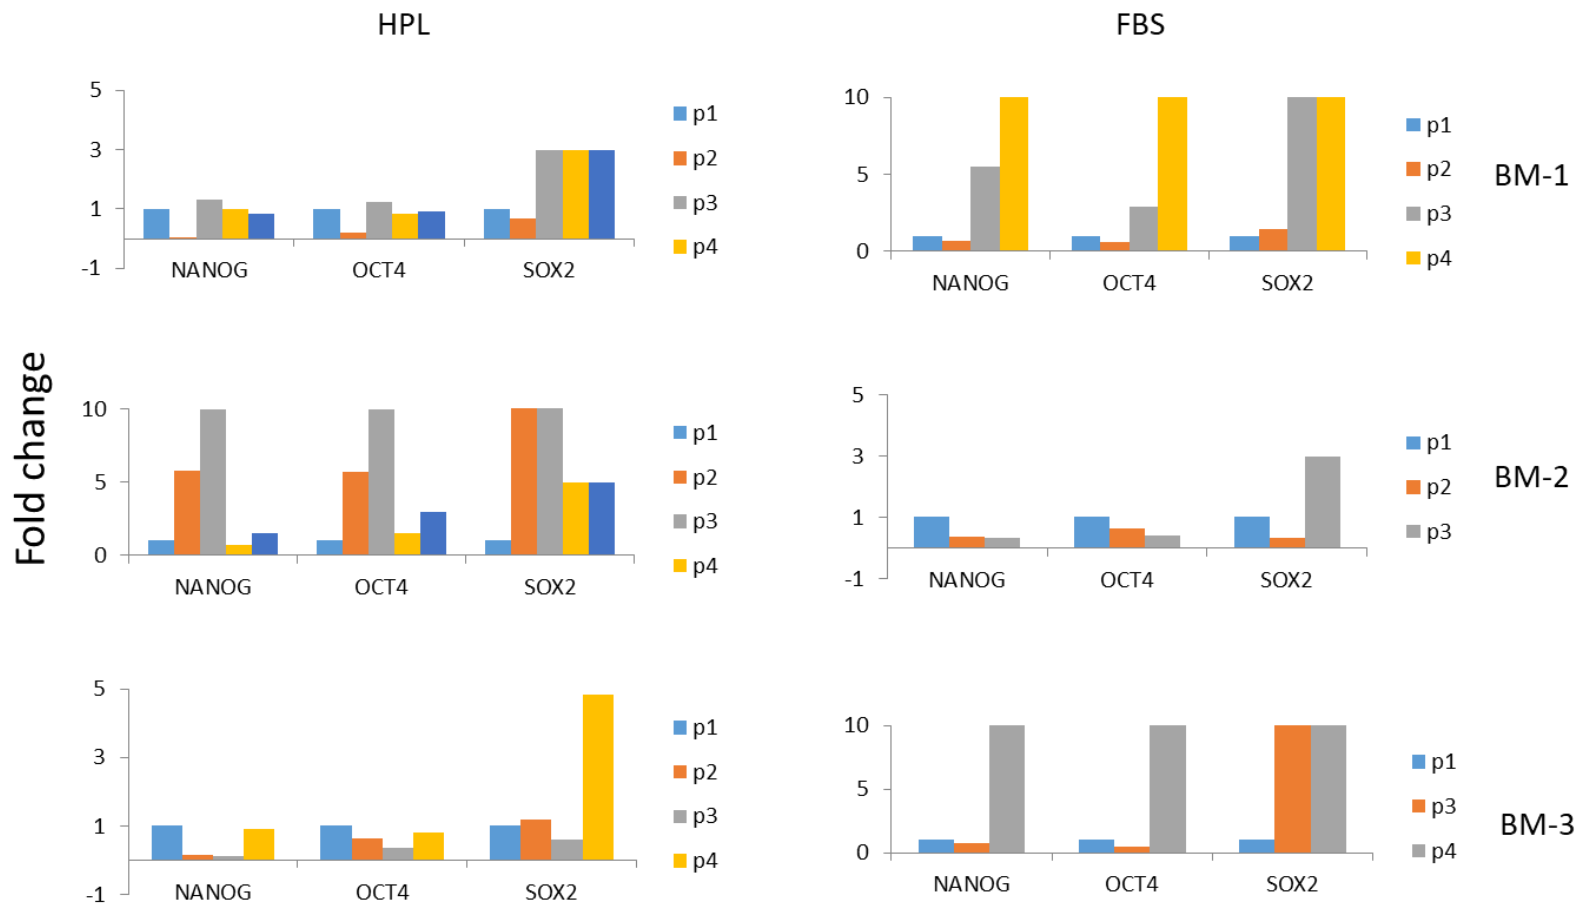 HPL
FBS
Fold change
5
3
1
-1
NANOG
OCT4
SOX2
p1
p2
p3
p4
10
5
0
NANOG
OCT4
SOX2
p1
p2
p3
p4
BM-1
10
5
0
NANOG
OCT4
SOX2
p1
p2
p3
p4
5
3
1
-1
NANOG
OCT4
SOX2
p1
p2
p3
BM-2
5
3
1
-1
NANOG
OCT4
SOX2
p1
p2
p3
p4
10
5
0
NANOG
OCT4
SOX2
p1
p3
p4
BM-3